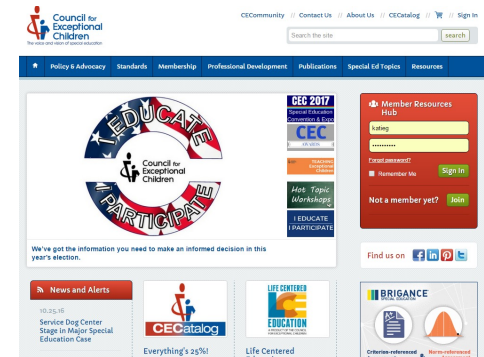 Council for
Exceptional
Children
The voice and vision of special education
CECommunity // Contact Us // About Us // CECatalog // // Sign In
Search the site
search
Policy & Advocacy
Standards
Membership
Professional Development
Publications
Special Ed Topics
Resources
I EDUCATE
I PARTICIPATE
Council for
Exceptional
Children
We've got the information you need to make an informed decision in this
year's election.
CEC 2017
Special Education
Convention & Expo
CEC
TEACHING
Exceptional
Children
Hot Topic
Workshops
I EDUCATE
I PARTICIPATE
Member Resources
Hub
katieg
••••••••••
Forgot password?
Remember Me
Sign In
Not a member yet?
Join
Find us on
News and Alerts
10.25.16
Service Dog Center
Stage in Major Special
Education Case
CECatalog
Everything's 25%!
LIFE CENTERED
EDUCATION
Life Centered
BRIGANCE
SPECIAL EDUCATION
Criterion-referenced
&
Norm-referenced